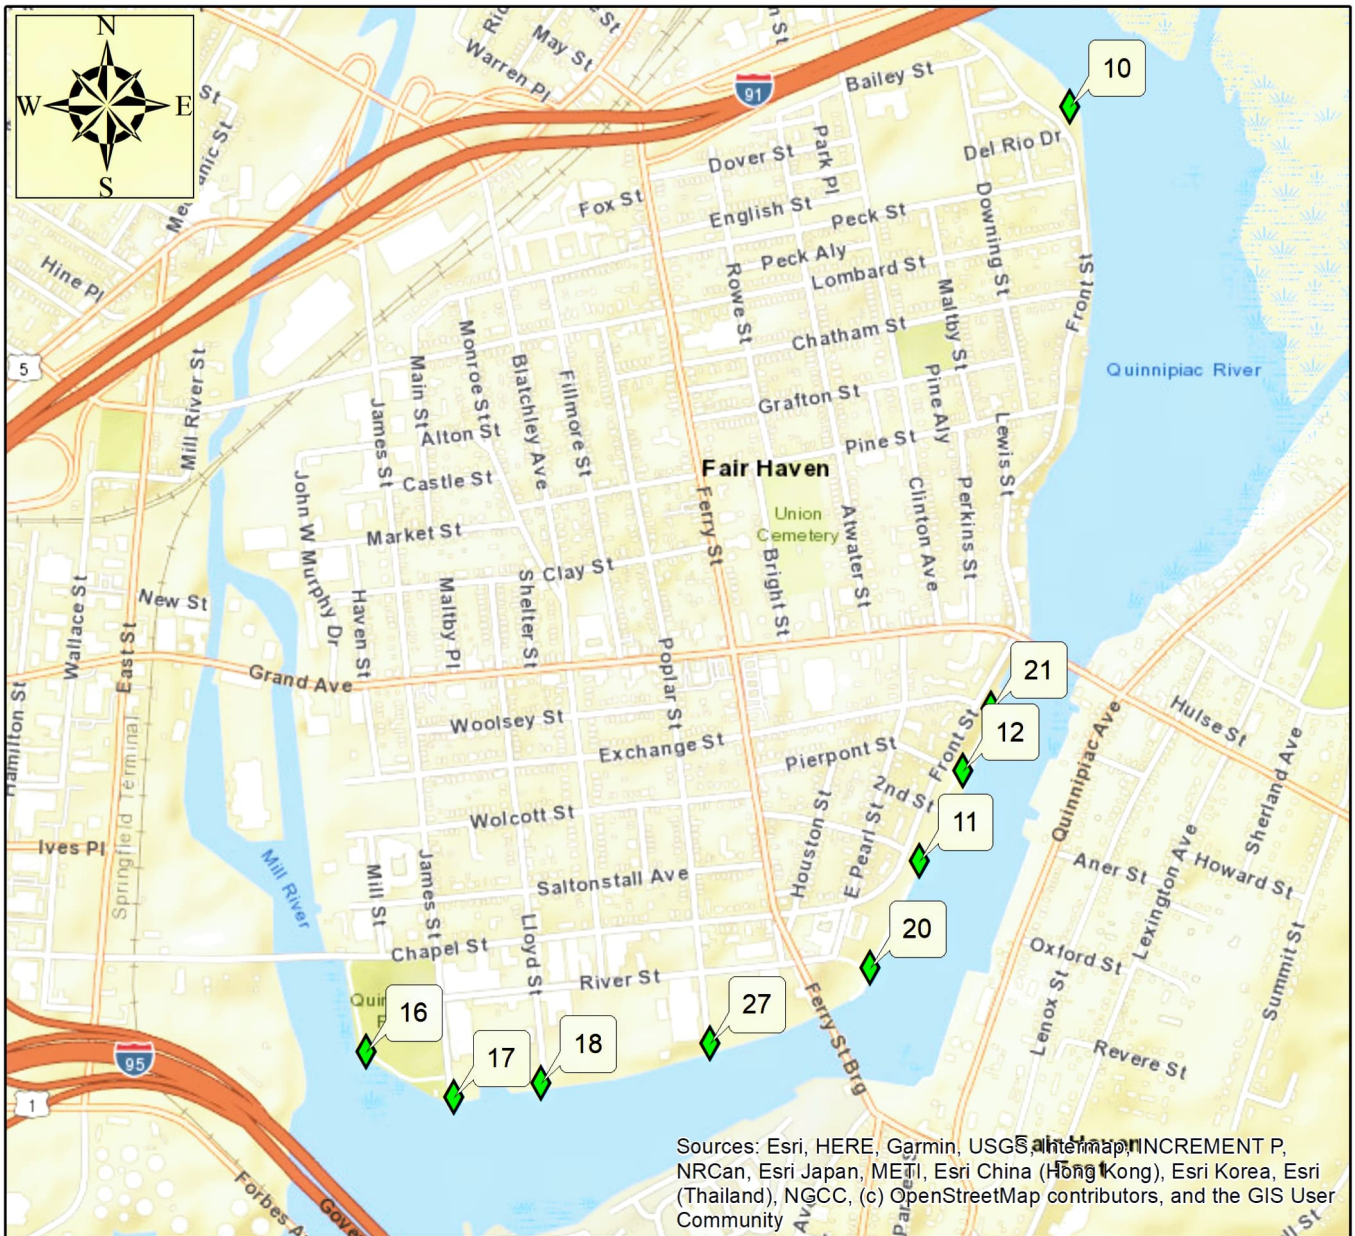 N
W E
S
May St
Warren Pl
St
91
Bailey St
10
Del Rio Dr
Dover St
Park Pl
Fox St
English St
Peck St
Downing St
Peck Aly
Lombard St
Hine Pl
Rowe St
Front St
Maltby St
Chatham St
5
Mill River St
Main St
Monroe St
Blatchley Ave
Fillmore St
Quinnipiac River
Pine Aly
Grafton St
James St
Alton St
Pine St
Lewis St
Fair Haven
Castle St
John W Murphy Dr
Ferry St
Union
Cemetery
Atwater St
Clinton Ave
Perkins St
Market St
Clay St
Bright St
Wallace St
New St
Haven St
Maltby Pl
Shelter St
East St
Poplar St
Grand Ave
21
Hamilton St
Woolsey St
Exchange St
Pierpont St
Front St
12
Hulse St
Quinnipiac Ave
Springfield Terminal
2nd St
Sherland Ave
Wolcott St
Houston St
E Pearl St
11
Ives Pl
Mill River
Aner St
Lexington Ave
Howard St
Mill St
James St
Saltonstall Ave
Lloyd St
20
Chapel St
Oxford St
Summit St
River St
Lenox St
16
27
Ferry St Brg
17
18
Revere St
95
1
Forbes A
Gove
Sources: Esri, HERE, Garmin, USGS, Intermap, INCREMENT P,
NRCan, Esri Japan, METI, Esri China (Hong Kong), Esri Korea, Esri
(Thailand), NGCC, (c) OpenStreetMap contributors, and the GIS User
Community